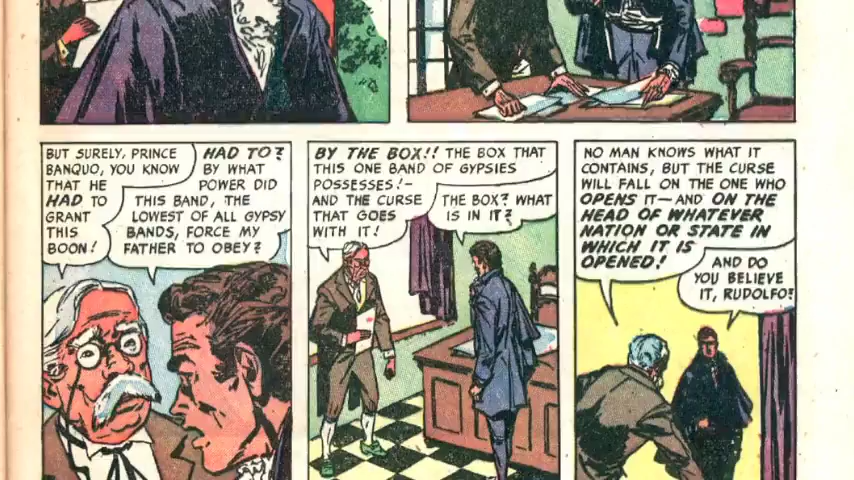 BUT SURELY, PRINCE
BANQUO, YOU KNOW
THAT HE
HAD TO
GRANT
THIS
BOON!
HAD TO?
BY WHAT
POWER DID
THIS BAND, THE
LOWEST OF ALL GYPSY
BANDS, FORCE MY
FATHER TO OBEY?
BY THE BOX!! THE BOX THAT
THIS ONE BAND OF GYPSIES
POSSESSES!—
AND THE CURSE
THAT GOES
WITH IT!
THE BOX? WHAT
IS IN IT?
NO MAN KNOWS WHAT IT
CONTAINS, BUT THE CURSE
WILL FALL ON THE ONE WHO
OPENS IT—AND ON THE
HEAD OF WHATEVER
NATION OR STATE IN
WHICH IT IS
OPENED!
AND DO
YOU BELIEVE
IT, RUDOLFO?